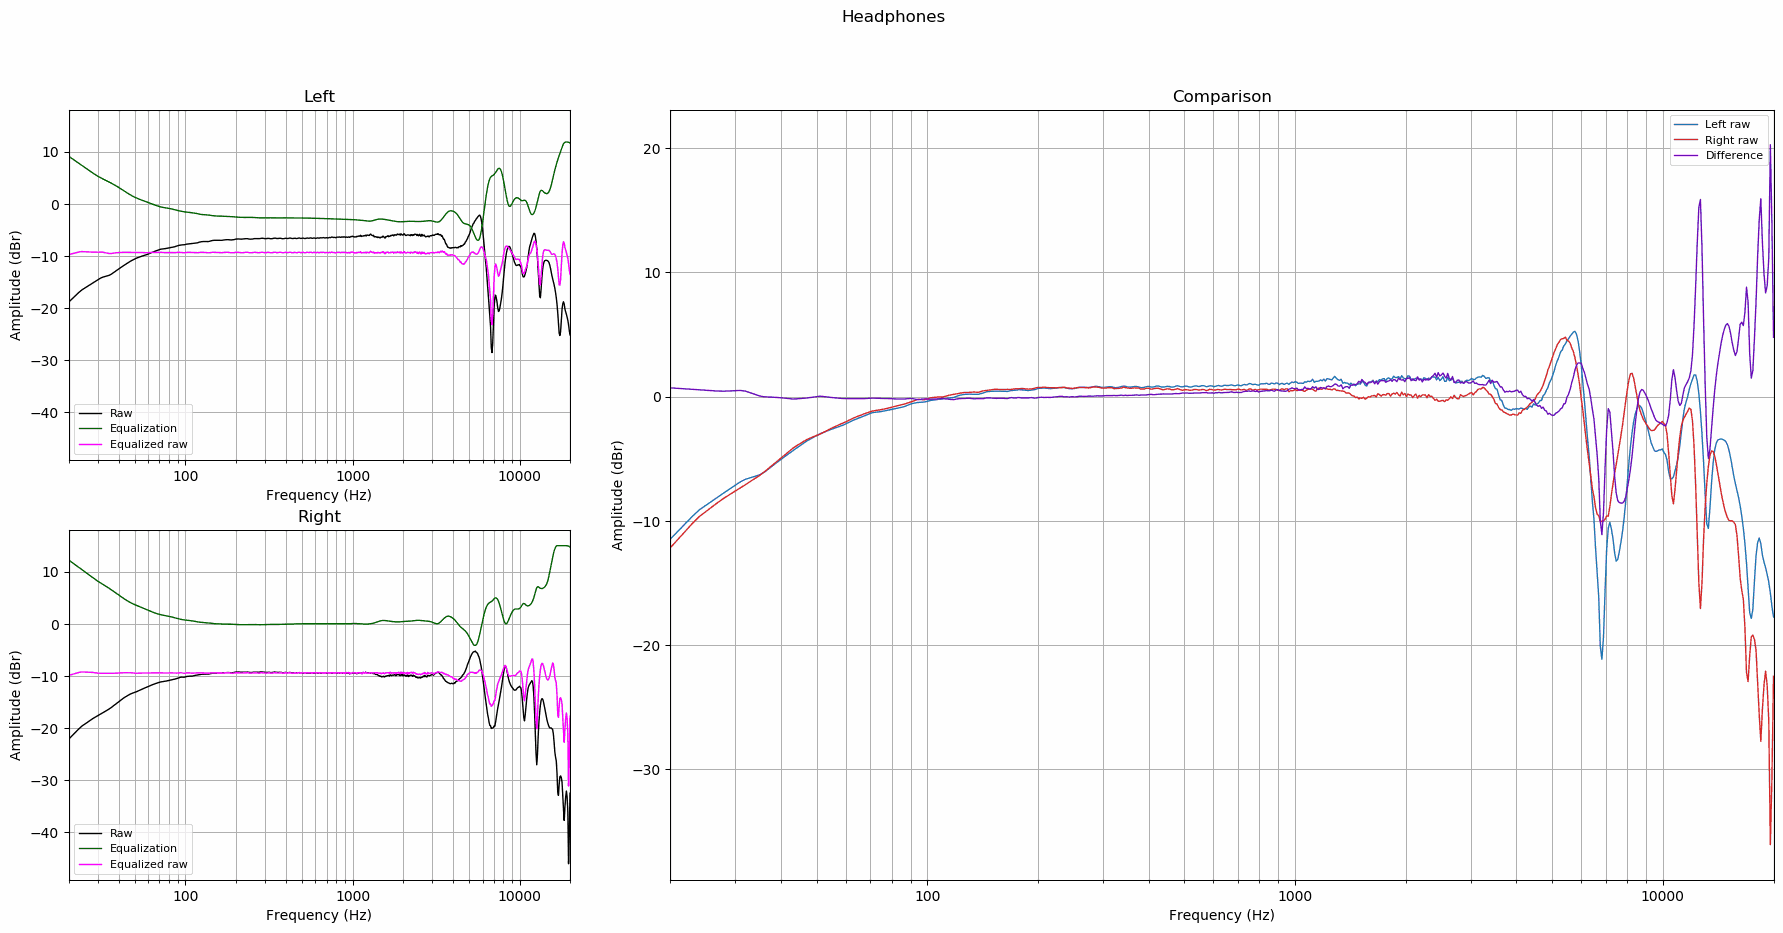 Headphones
Left
Amplitude (dBr)
10
0
−10
−20
−30
−40
Raw
Equalization
Equalized raw
100
1000
10000
Frequency (Hz)
Right
Amplitude (dBr)
10
0
−10
−20
−30
−40
Raw
Equalization
Equalized raw
100
1000
10000
Frequency (Hz)
Comparison
Amplitude (dBr)
20
10
0
−10
−20
−30
Left raw
Right raw
Difference
100
1000
10000
Frequency (Hz)